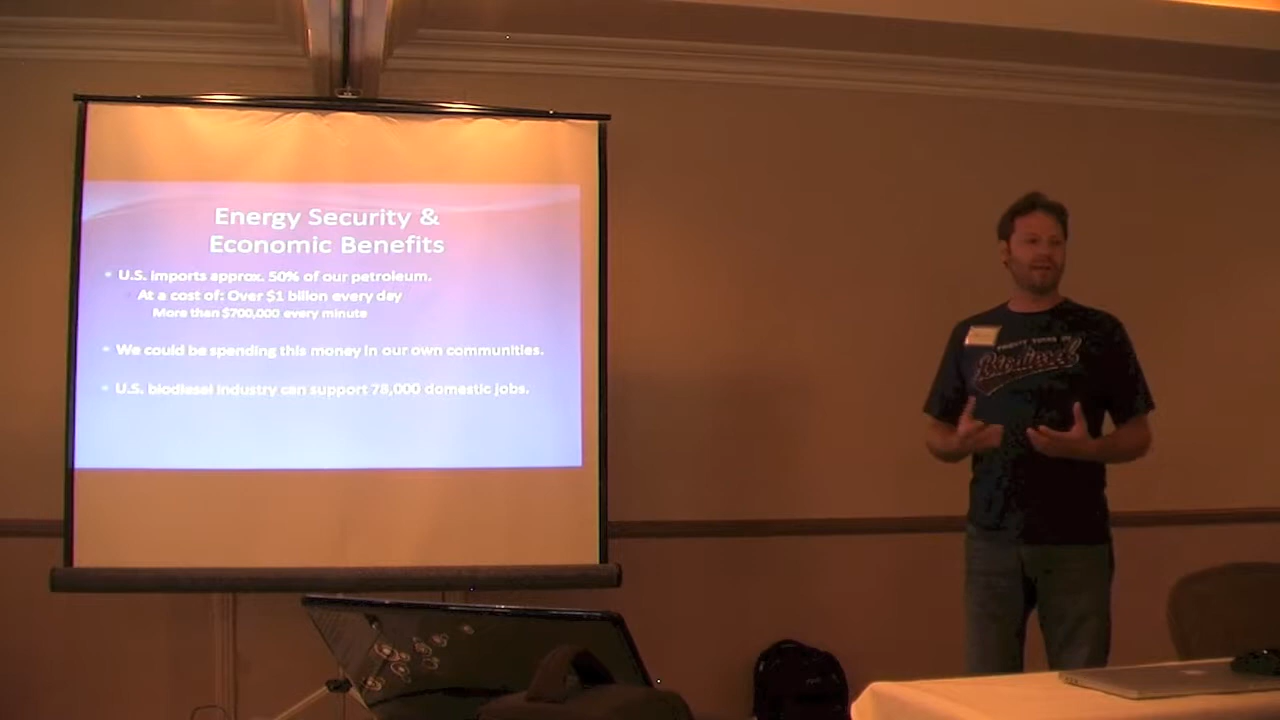 Energy Security &
Economic Benefits
U.S. imports approx. 50% of our petroleum.
At a cost of: Over $1 billon every day
More than $700,000 every minute
We could be spending this money in our own communities.
U.S. biodiesel industry can support 78,000 domestic jobs.
Biodiesel